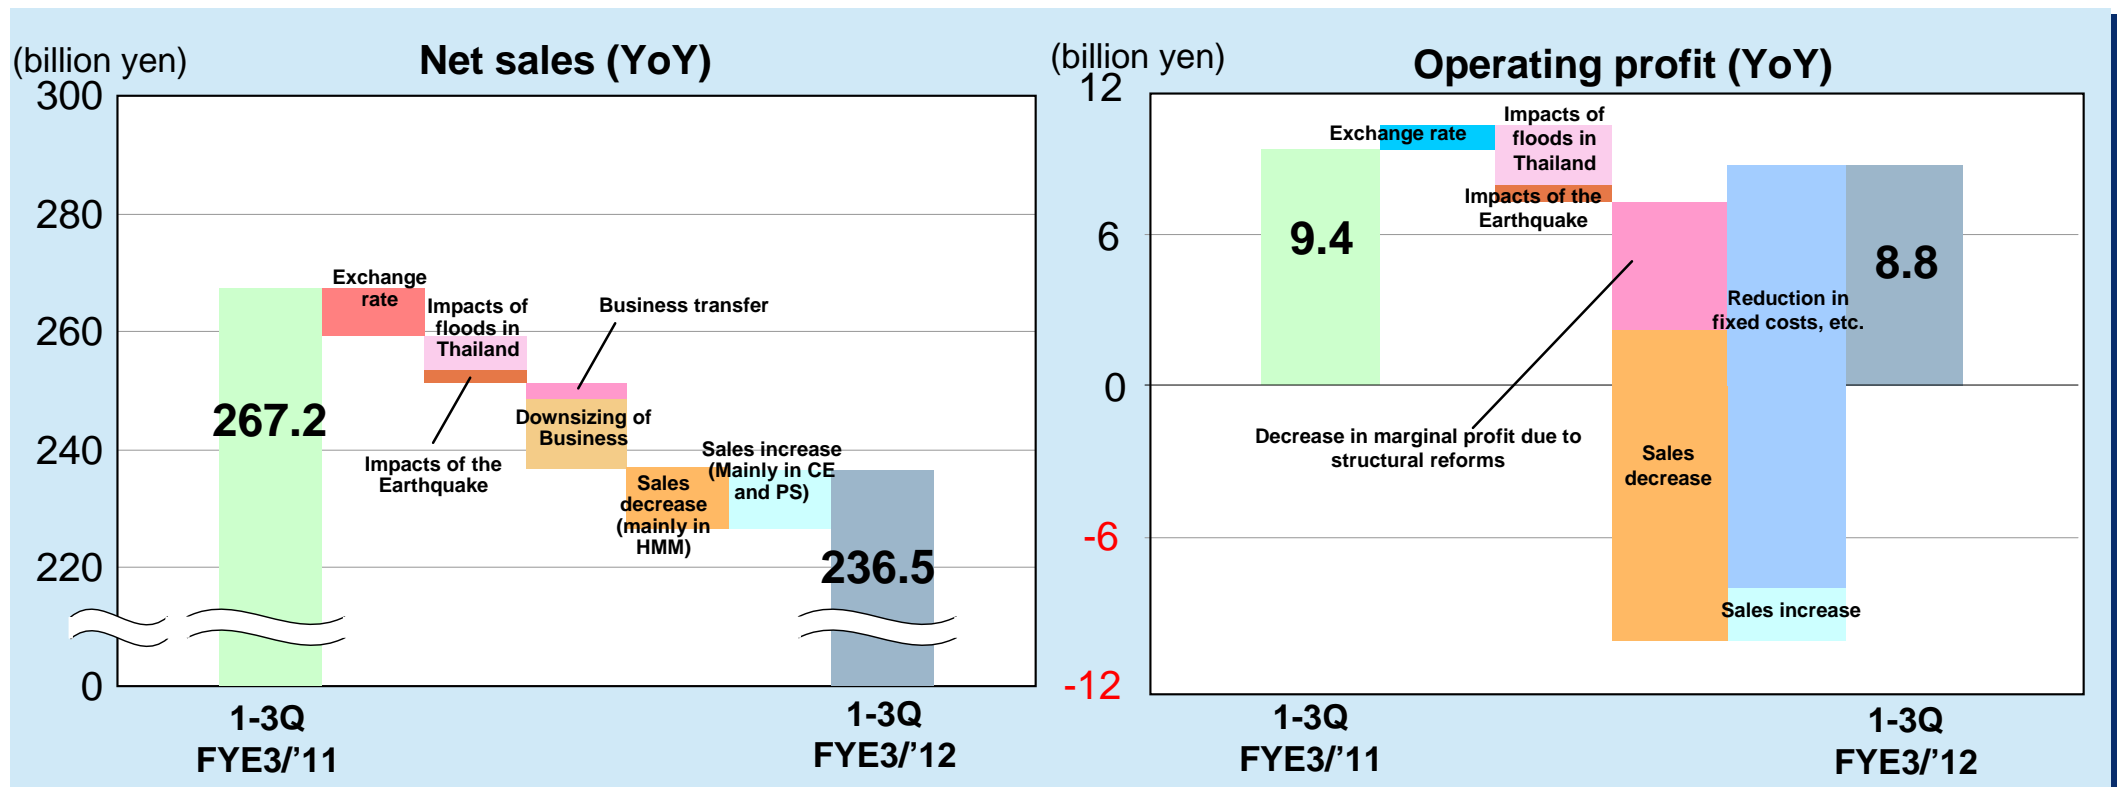 (billion yen)
Net sales (YoY)
300
280
260
240
220
0
Exchange
rate
Impacts of
floods in
Thailand
Business transfer
267.2
Downsizing of
Business
Impacts of the
Earthquake
Sales increase
(Mainly in CE
and PS)
Sales
decrease
(mainly in
HMM)
236.5
1-3Q
FYE3/’11
1-3Q
FYE3/’12
(billion yen)
Operating profit (YoY)
12
6
0
-6
-12
Exchange rate
Impacts of
floods in
Thailand
Impacts of the
Earthquake
9.4
8.8
Reduction in
fixed costs, etc.
Decrease in marginal profit due to
structural reforms
Sales
decrease
Sales increase
1-3Q
FYE3/’11
1-3Q
FYE3/’12